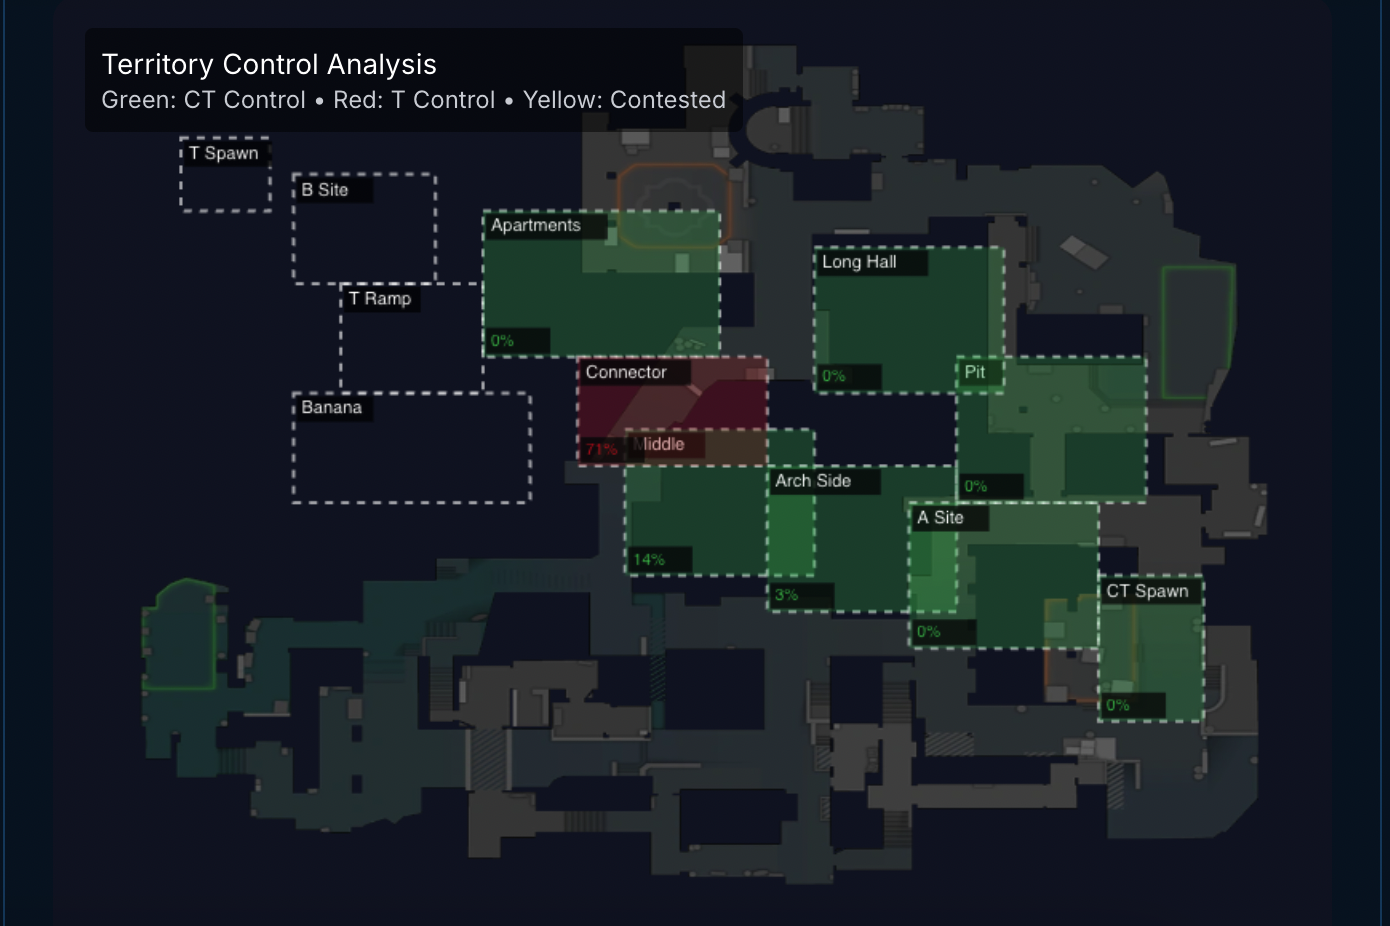 Territory Control Analysis
Green: CT Control • Red: T Control • Yellow: Contested
T Spawn
B Site
Apartments
Long Hall
T Ramp
0%
Connector
Pit
0%
Banana
71%
Middle
Arch Side
0%
A Site
14%
3%
CT Spawn
0%
0%